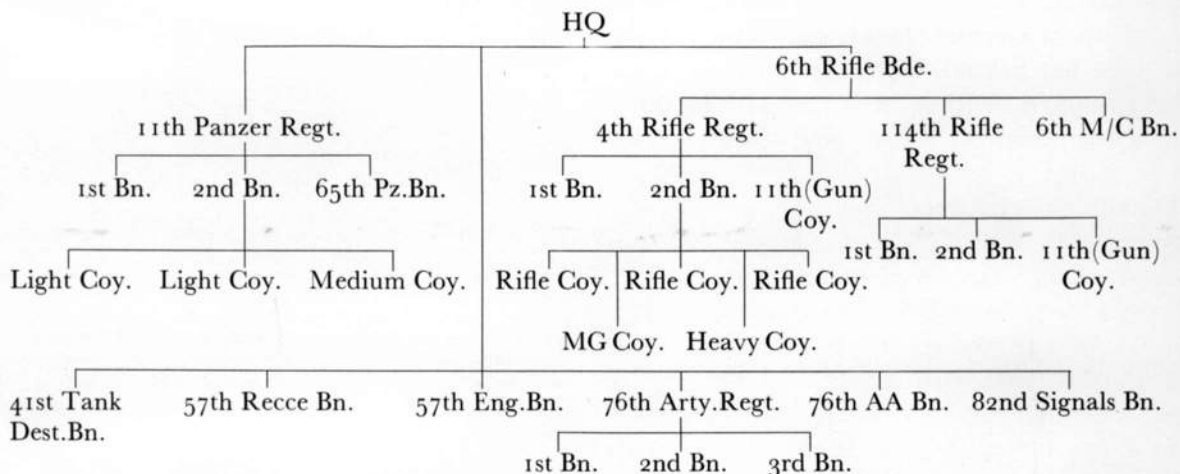 HQ
6th Rifle Bde.
11th Panzer Regt.
4th Rifle Regt.
114th Rifle
Regt.
6th M/C Bn.
1st Bn.
2nd Bn.
65th Pz.Bn.
1st Bn.
2nd Bn.
11th(Gun)
Coy.
1st Bn.
2nd Bn.
11th(Gun)
Coy.
Light Coy.
Light Coy.
Medium Coy.
Rifle Coy.
Rifle Coy.
Rifle Coy.
MG Coy.
Heavy Coy.
41st Tank
Dest.Bn.
57th Recce Bn.
57th Eng.Bn.
76th Arty.Regt.
76th AA Bn.
82nd Signals Bn.
1st Bn.
2nd Bn.
3rd Bn.